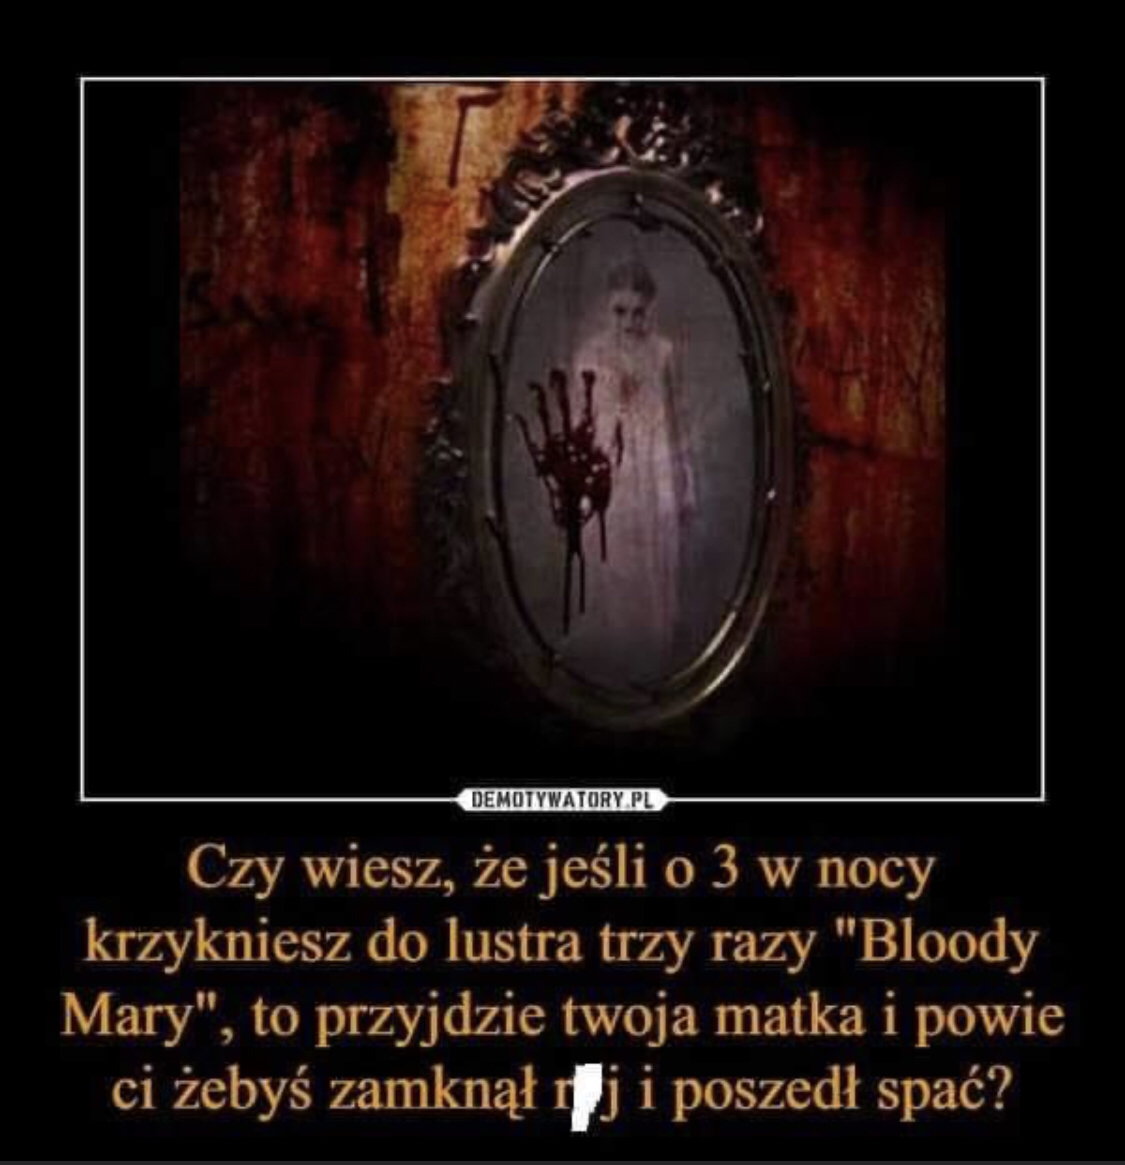 DEMOTYWATORY.PL
Czy wiesz, że jeśli o 3 w nocy
krzykniesz do lustra trzy razy "Bloody
Mary", to przyjdzie twoja matka i powie
ci żebyś zamknął i poszedł spać?